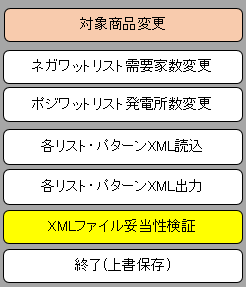 対象商品変更
ネガワットリスト需要家数変更
ポジワットリスト発電所数変更
各リスト・パターンXML読込
各リスト・パターンXML出力
XMLファイル妥当性検証
終了(上書保存)